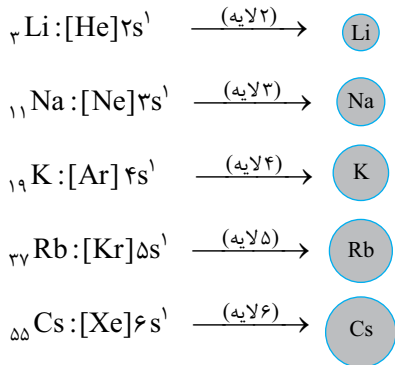 ₃Li:[He]۲s¹ (۲لایه) Li
₁₁Na:[Ne]۳s¹ (۳لایه) Na
₁₉K:[Ar]۴s¹ (۴لایه) K
₃₇Rb:[Kr]۵s¹ (۵لایه) Rb
₅₅Cs:[Xe]۶s¹ (۶لایه) Cs